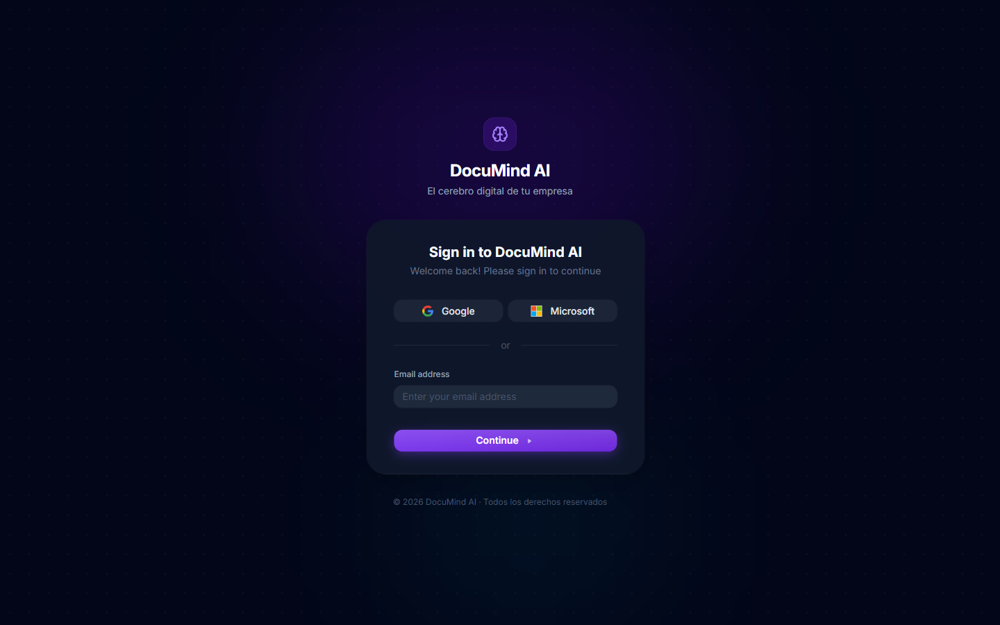 DocuMind AI
El cerebro digital de tu empresa
Sign in to DocuMind AI
Welcome back! Please sign in to continue
Google
Microsoft
or
Email address
Enter your email address
Continue
© 2026 DocuMind AI · Todos los derechos reservados